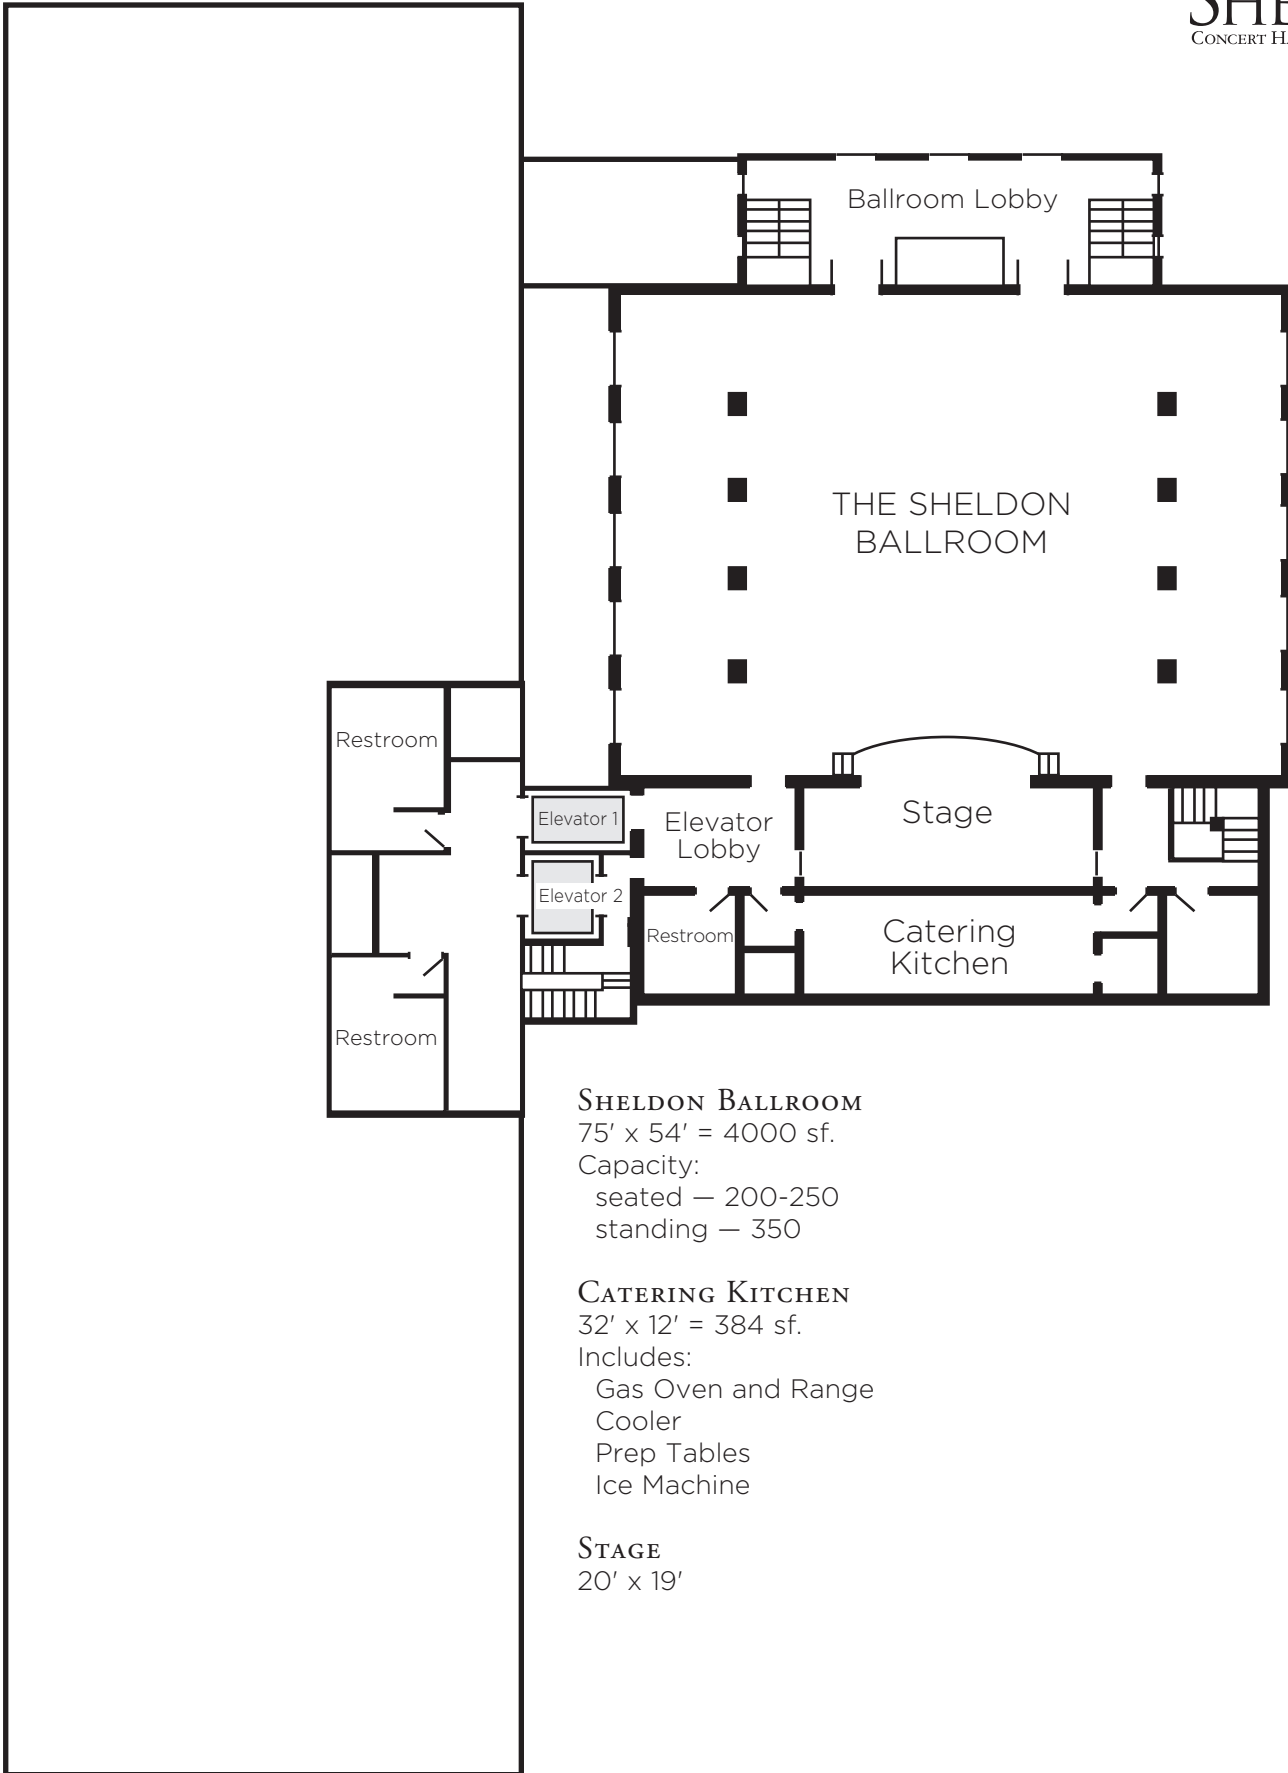 Ballroom Lobby
THE SHELDON
BALLROOM
Restroom
Elevator 1
Elevator
Lobby
Stage
Elevator 2
Restroom
Catering
Kitchen
Restroom
SHELDON BALLROOM
75' x 54' = 4000 sf.
Capacity:
seated — 200-250
standing — 350
CATERING KITCHEN
32' x 12' = 384 sf.
Includes:
Gas Oven and Range
Cooler
Prep Tables
Ice Machine
STAGE
20' x 19'